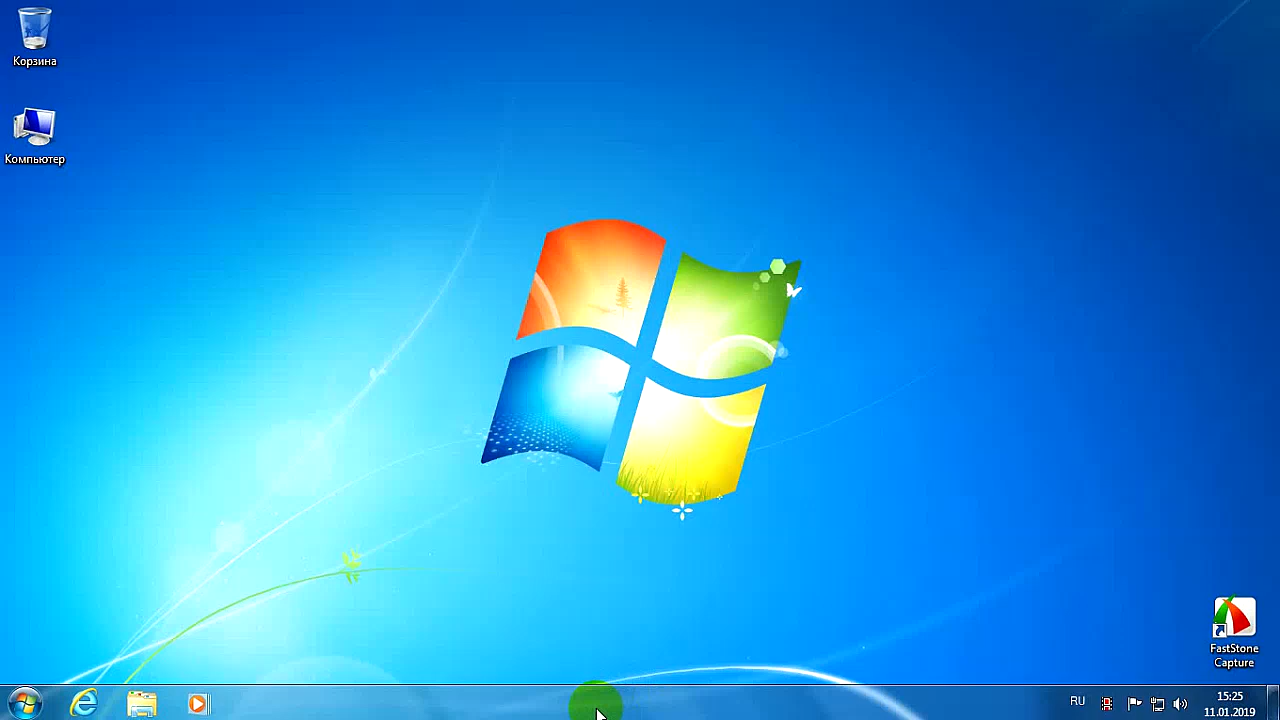 Корзина
Компьютер
FastStone
Capture
RU
15:25
11.01.2019